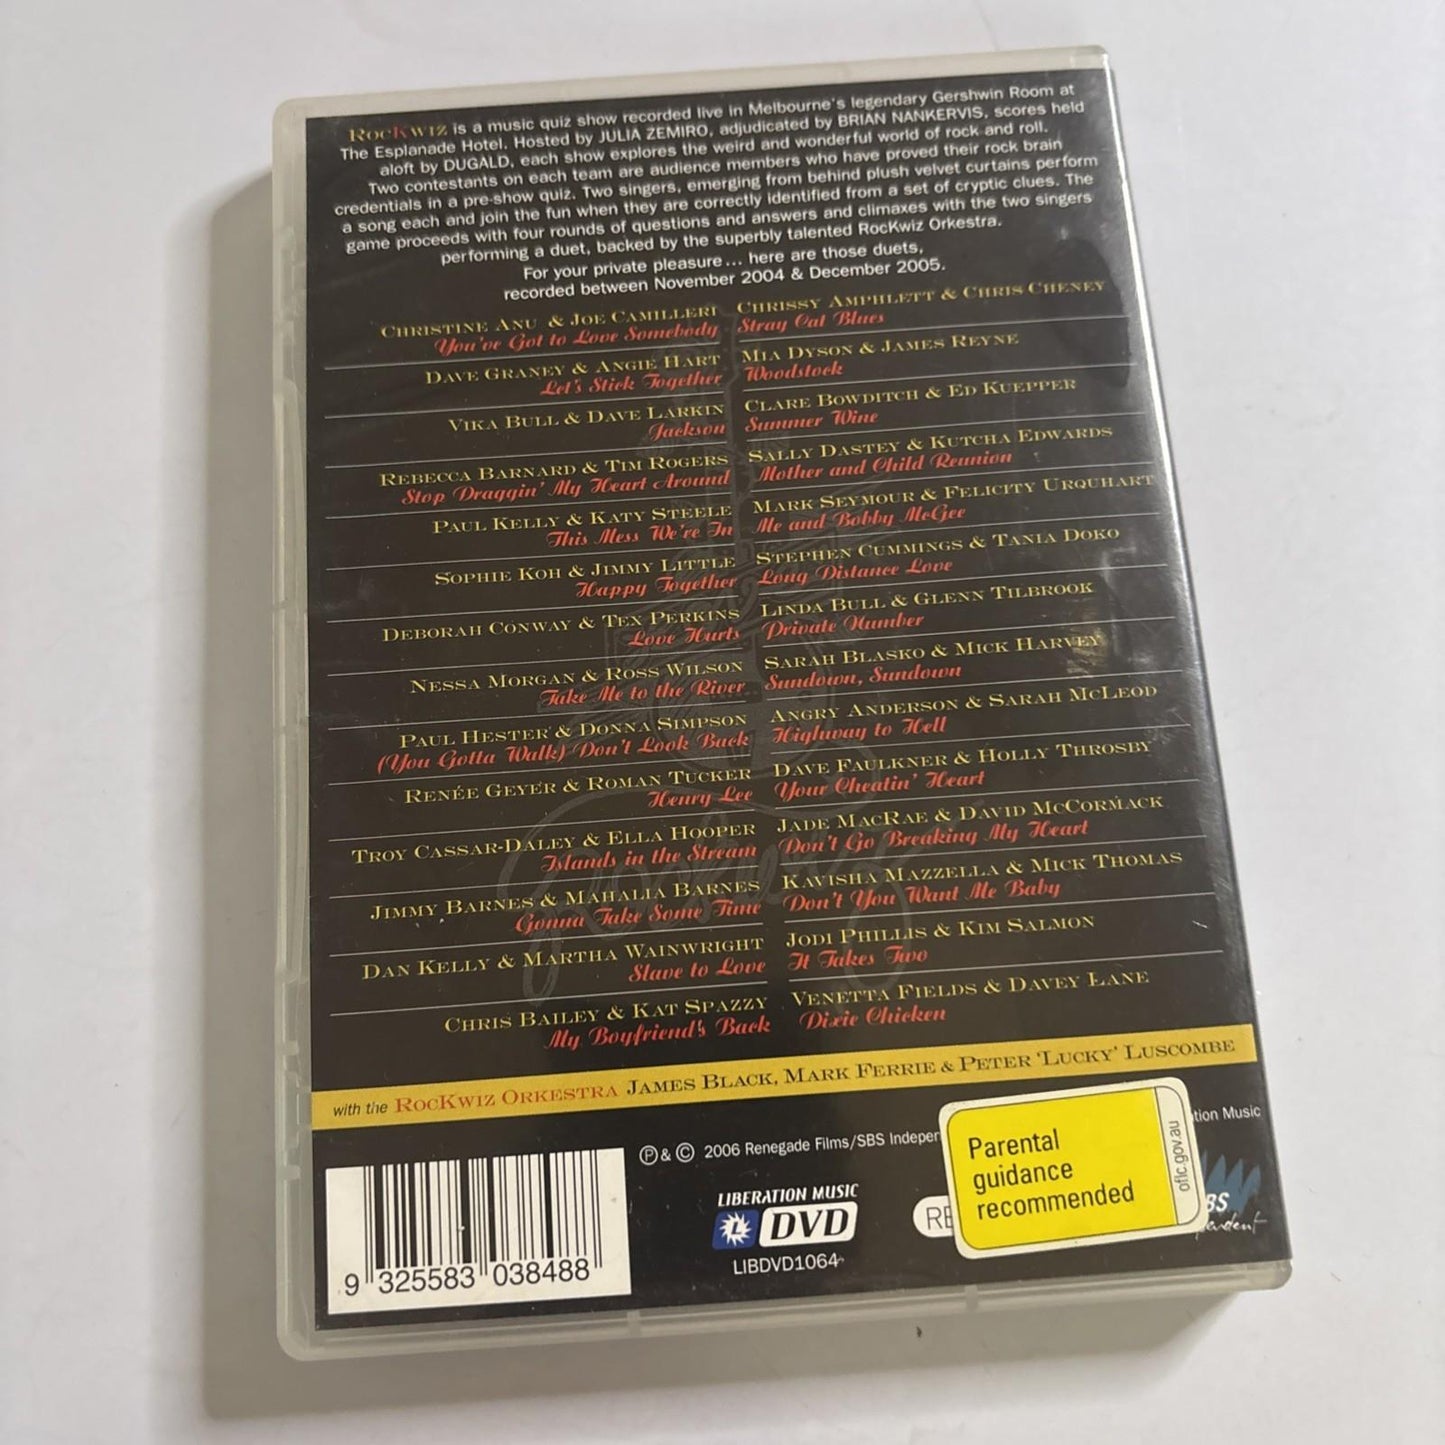 RocKwiz is a music quiz show recorded live in Melbourne's legendary Gershwin Room at
The Esplanade Hotel. Hosted by JULIA ZEMIRO, adjudicated by BRIAN NANKERVIS, scores held
aloft by DUGALD, each show explores the weird and wonderful world of rock and roll.
Two contestants on each team are audience members who have proved their rock brain
credentials in a pre-show quiz. Two singers, emerging from behind plush velvet curtains perform
a song each and join the fun when they are correctly identified from a set of cryptic clues. The
game proceeds with four rounds of questions and answers and climaxes with the two singers
performing a duet, backed by the superbly talented RocKwiz Orkestra.
For your private pleasure... here are those duets,
recorded between November 2004 & December 2005.
Christine Anu & Joe Camilleri
You've Got to Love Somebody
Dave Graney & Angie Hart
Let's Stick Together
Vika Bull & Dave Larkin
Jackson
Rebecca Barnard & Tim Rogers
Stop Draggin' My Heart Around
Paul Kelly & Katy Steele
This Mess We're In
Sophie Koh & Jimmy Little
Happy Together
Deborah Conway & Tex Perkins
Love Hurts
Nessa Morgan & Ross Wilson
Take Me to the River
Paul Hester & Donna Simpson
(You Gotta Walk) Don't Look Back
Renée Geyer & Roman Tucker
Henry Lee
Troy Cassar-Daley & Ella Hooper
Islands in the Stream
Jimmy Barnes & Mahalia Barnes
Gonna Take Some Time
Dan Kelly & Martha Wainwright
Slave to Love
Chris Bailey & Kat Spazzy
My Boyfriend's Back
Chrissy Amphlett & Chris Cheney
Stray Cat Blues
Mia Dyson & James Reyne
Woodstock
Clare Bowditch & Ed Kuepper
Summer Wine
Sally Dastey & Kutcha Edwards
Mother and Child Reunion
Mark Seymour & Felicity Urquhart
Me and Bobby McGee
Stephen Cummings & Tania Doko
Long Distance Love
Linda Bull & Glenn Tilbrook
Private Number
Sarah Blasko & Mick Harvey
Sundown, Sundown
Angry Anderson & Sarah McLeod
Highway to Hell
Dave Faulkner & Holly Throsby
Your Cheatin' Heart
Jade MacRae & David McCormack
Don't Go Breaking My Heart
Kavisha Mazzella & Mick Thomas
Don't You Want Me Baby
Jodi Phillis & Kim Salmon
It Takes Two
Venetta Fields & Davey Lane
Dixie Chicken
with the RocKwiz Orkestra James Black, Mark Ferrie & Peter 'Lucky' Luscombe
℗ & © 2006 Renegade Films/SBS Indepen
tion Music
Parental
guidance
recommended
oflc.gov.au
LIBERATION MUSIC
L DVD
LIBDVD1064
RE
BS
pendent
9 325583 038488